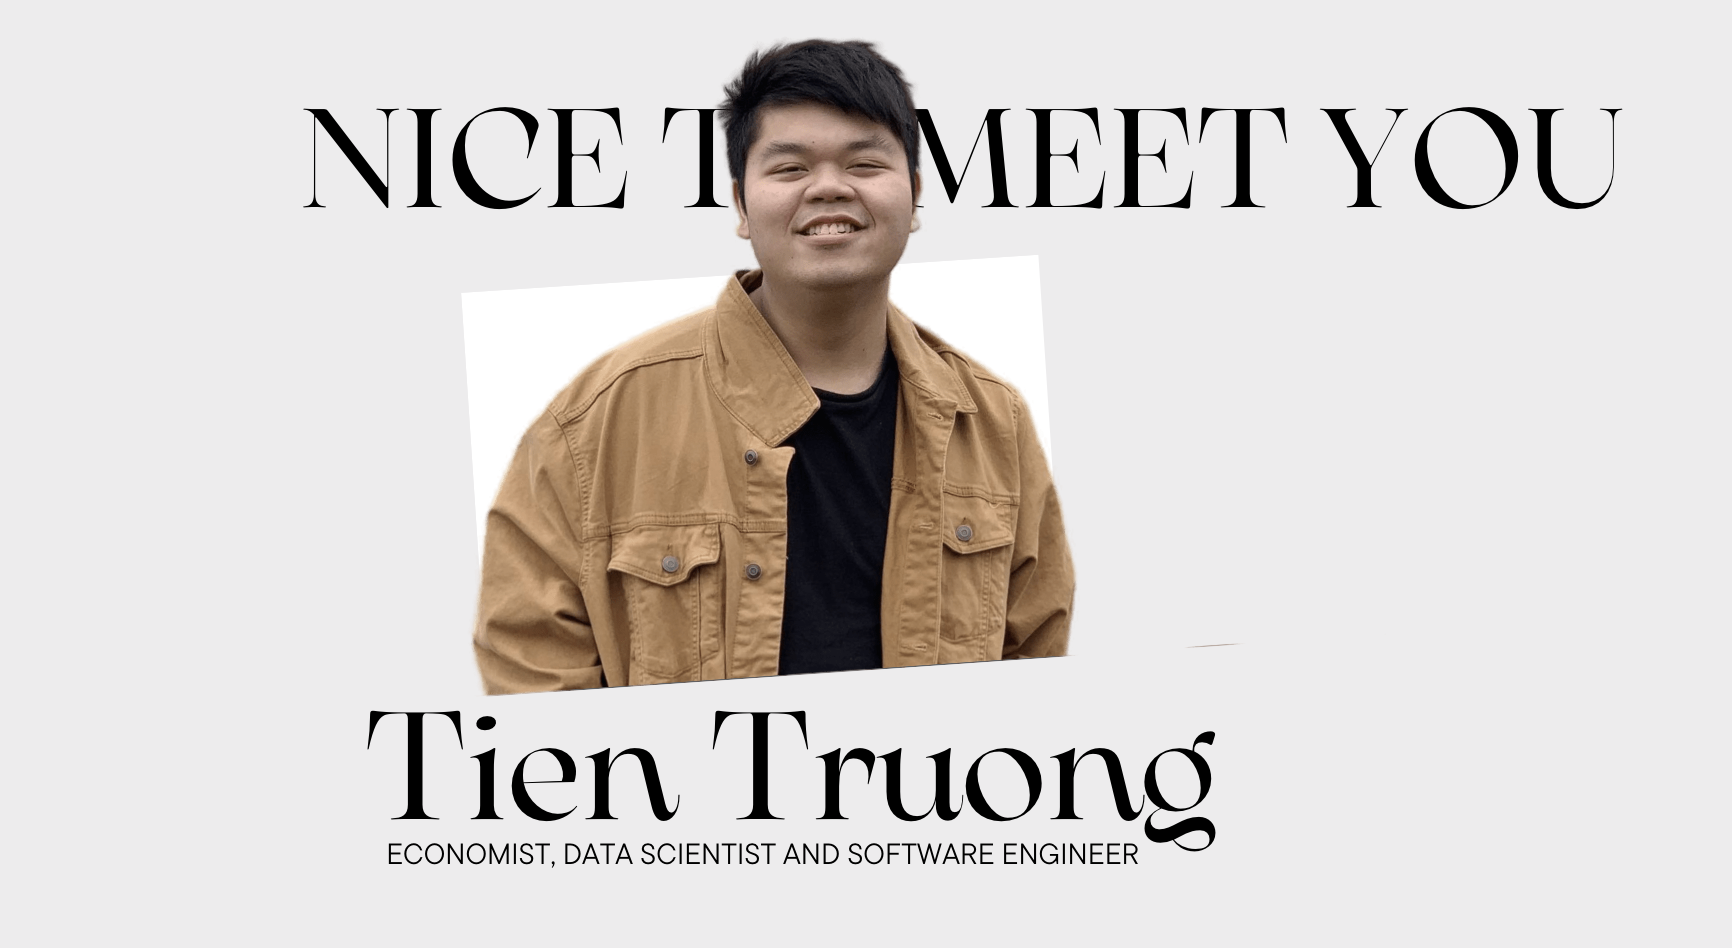 NICE T MEET YOU
Tien Truong
ECONOMIST, DATA SCIENTIST AND SOFTWARE ENGINEER